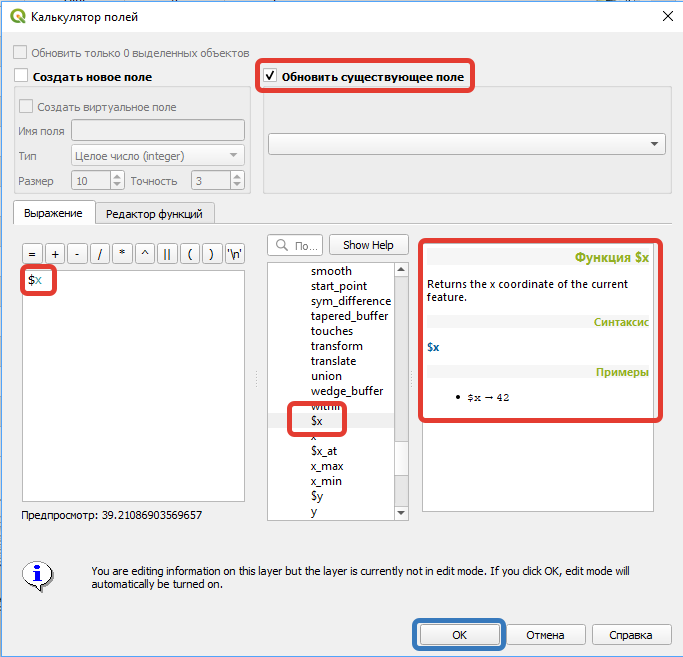 Калькулятор полей
Обновить только 0 выделенных объектов
Создать новое поле
Обновить существующее поле
Создать виртуальное поле
Имя поля
Тип
Целое число (integer)
Размер
10
Точность
3
Выражение
Редактор функций
= + - / * ^ || ( ) '\n'
$x
По...
Show Help
smooth
start_point
sym_difference
tapered_buffer
touches
transform
translate
union
wedge_buffer
within
$x
x
$x_at
x_max
x_min
$y
y
Функция $x
Returns the x coordinate of the current
feature.
Синтаксис
$x
Примеры
• $x → 42
Предпросмотр: 39.21086903569657
You are editing information on this layer but the layer is currently not in edit mode. If you click OK, edit mode will
automatically be turned on.
OK
Отмена
Справка